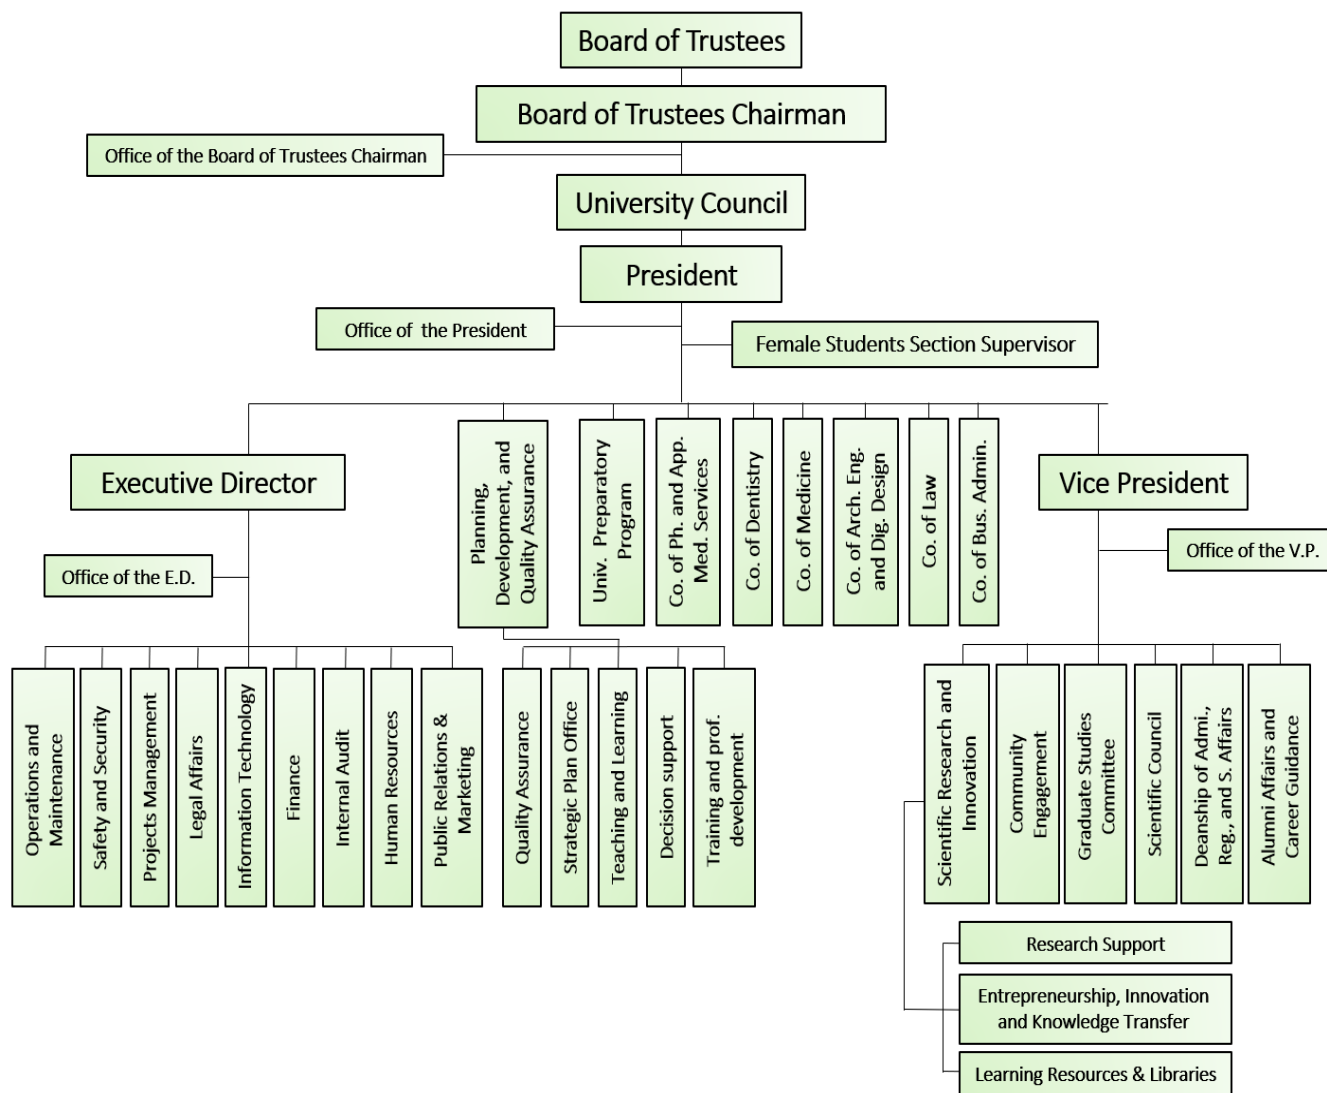 Board of Trustees
Board of Trustees Chairman
Office of the Board of Trustees Chairman
University Council
President
Office of  the President
Female Students Section Supervisor
Executive Director
Office of the E.D.
Planning,
Development, and
Quality Assurance
Univ.  Preparatory
Program
Co. of Ph. and App.
Med. Services
Co. of Dentistry
Co. of Medicine
Co. of Arch. Eng.
and Dig. Design
Co. of Law
Co. of Bus. Admin.
Vice President
Office of the V.P.
Operations and
Maintenance
Safety and Security
Projects Management
Legal Affairs
Information Technology
Finance
Internal Audit
Human Resources
Public Relations &
Marketing
Quality Assurance
Strategic Plan Office
Teaching and Learning
Decision support
Training and prof.
development
Scientific Research and
Innovation
Community
Engagement
Graduate Studies
Committee
Scientific Council
Deanship of Admi.,
Reg., and S. Affairs
Alumni Affairs and
Career Guidance
Research Support
Entrepreneurship, Innovation
and Knowledge Transfer
Learning Resources & Libraries